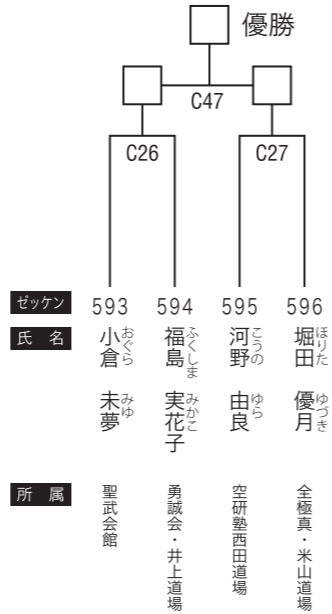 優勝
C47
C26
C27
ゼッケン 593 594 595 596
氏名
小倉 未夢
おぐら みゆ
福島 実花子
ふくしま みかこ
河野 由良
こうの ゆら
堀田 優月
ほりた ゆづき
所属
聖武会館
勇誠会・井上道場
空研塾西田道場
全極真・米山道場